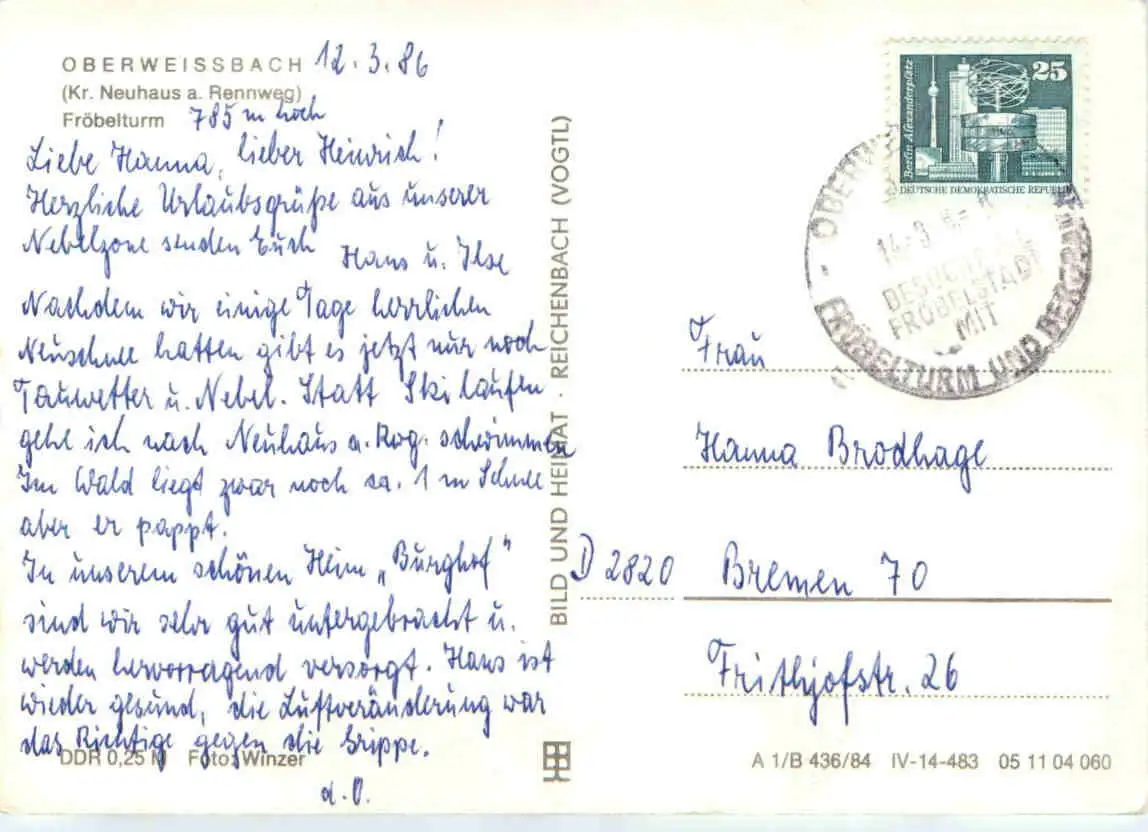 OBERWEISSBACH 12.3.86
(Kr. Neuhaus a. Rennweg)
Fröbelturm 785 m hoch
Liebe Hanna, lieber Heinrich!
Herzliche Urlaubsgrüße aus unserer
Nebelzone senden Euch Hans u. Ilse
Nachdem wir einige Tage herrlichen
Neuschnee hatten gibt es jetzt nur noch
Tauwetter u. Nebel. Statt Ski laufen
gehe ich nach Neuhaus a. Rwg. schwimmen
Im Wald liegt zwar noch ca. 1 m Schnee
aber er pappt.
In unserem schönen Heim „Burghof"
sind wir sehr gut untergebracht u.
werden hervorragend versorgt. Hans ist
wieder gesund, die Luftveränderung war
das Richtige gegen die Grippe.
d. O.
DDR 0,25 M Foto: Winzer
BILD UND HEIMAT · REICHENBACH (VOGTL)
Berlin, Alexanderplatz
25
DEUTSCHE DEMOKRATISCHE REPUBLIK
FRÖBELSTADT
MIT
FRÖBELTURM UND
Frau
Hanna Brodhage
D 2820 Bremen 70
Frithjofstr. 26
A 1/B 436/84 IV-14-483 05 11 04 060